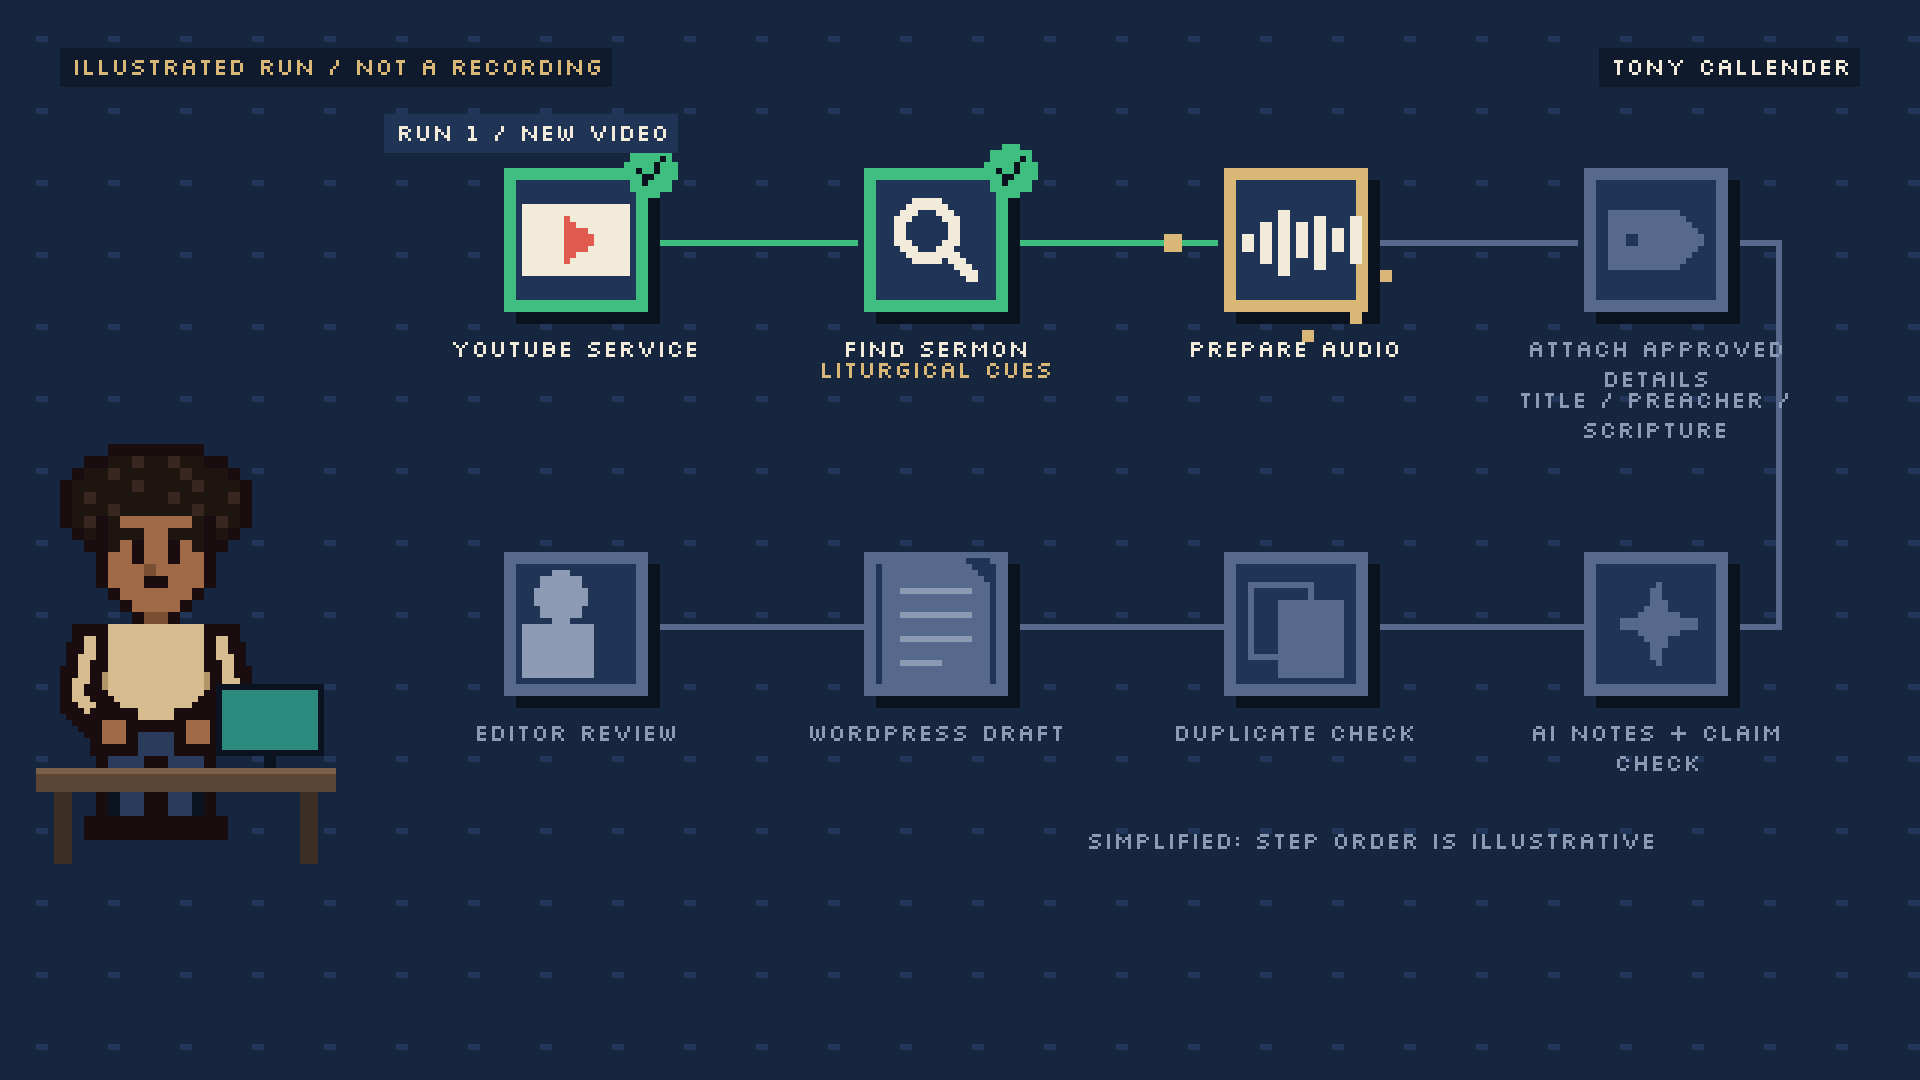 ILLUSTRATED RUN / NOT A RECORDING
TONY CALLENDER
RUN 1 / NEW VIDEO
YOUTUBE SERVICE
FIND SERMON
LITURGICAL CUES
PREPARE AUDIO
ATTACH APPROVED
DETAILS
TITLE / PREACHER /
SCRIPTURE
EDITOR REVIEW
WORDPRESS DRAFT
DUPLICATE CHECK
AI NOTES + CLAIM
CHECK
SIMPLIFIED: STEP ORDER IS ILLUSTRATIVE